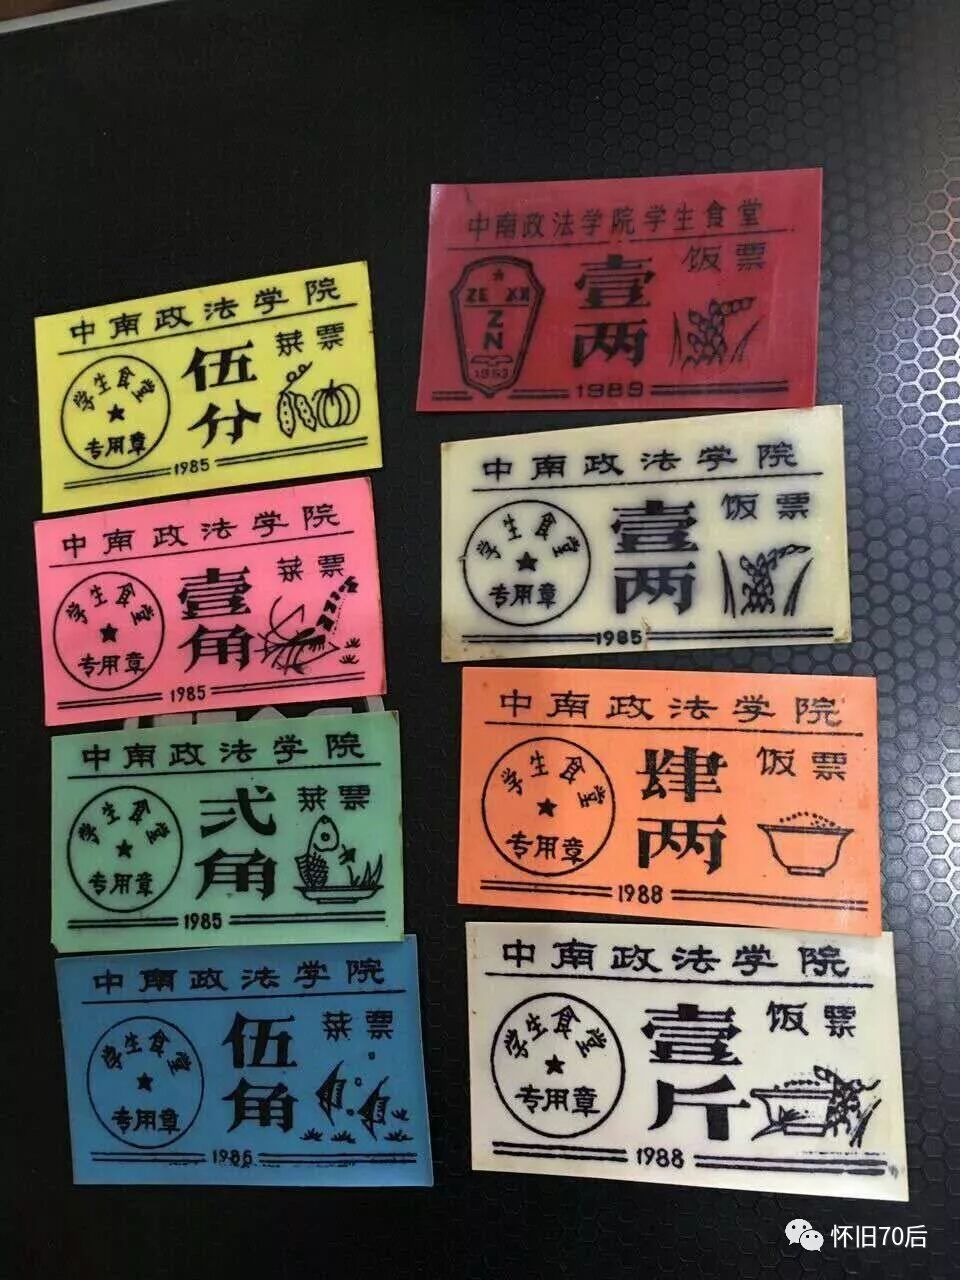 中南政法学院
菜票
伍分
学生食堂
专用章
1985
中南政法学院
菜票
壹角
学生食堂
专用章
1985
中南政法学院
菜票
弍角
学生食堂
专用章
1985
中南政法学院
菜票
伍角
学生食堂
专用章
中南政法学院学生食堂
饭票
壹两
ZE XX
Z
N
1953
1989
中南政法学院
饭票
壹两
学生食堂
专用章
1985
中南政法学院
饭票
肆两
学生食堂
专用章
1988
中南政法学院
饭票
壹斤
学生食堂
专用章
1988
怀旧70后